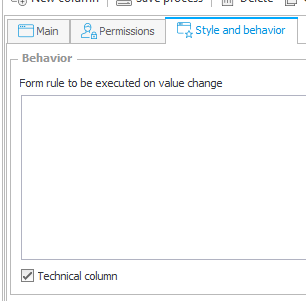 New column Save process Delete
Main Permissions Style and behavior
Behavior
Form rule to be executed on value change
Technical column